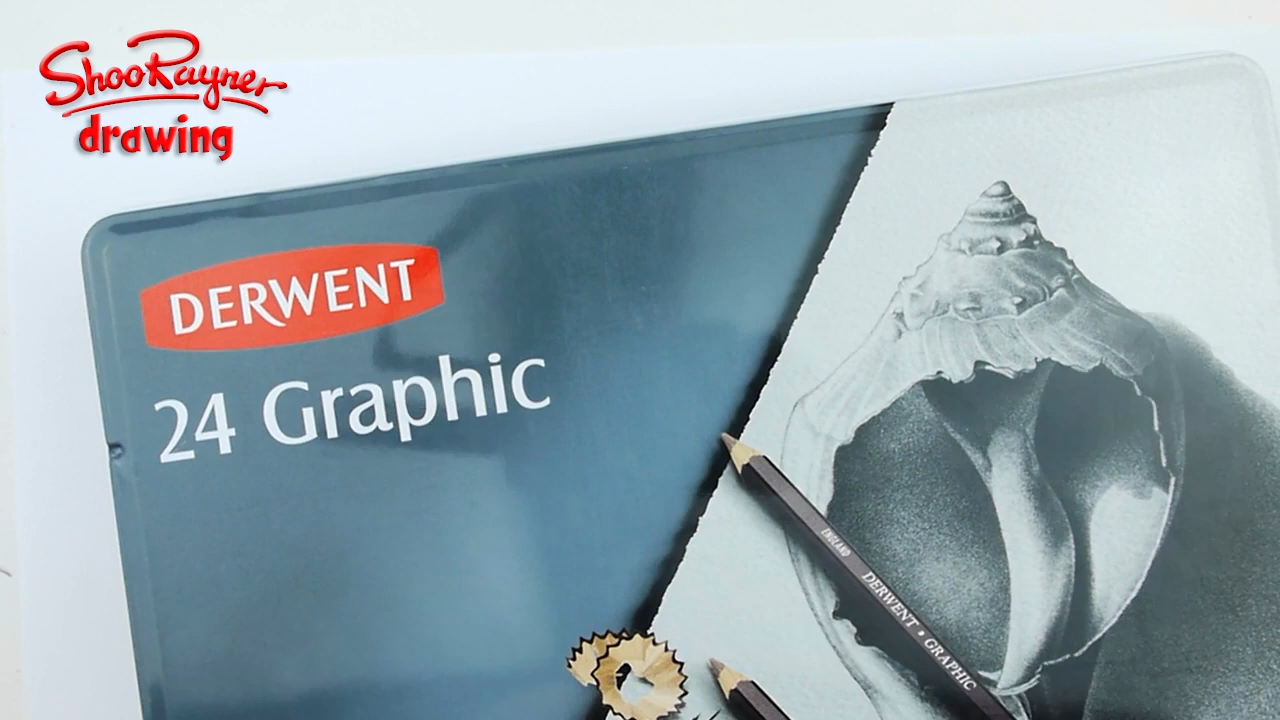 ShooRayner
drawing
DERWENT
24 Graphic
ENGLAND DERWENT • GRAPHIC